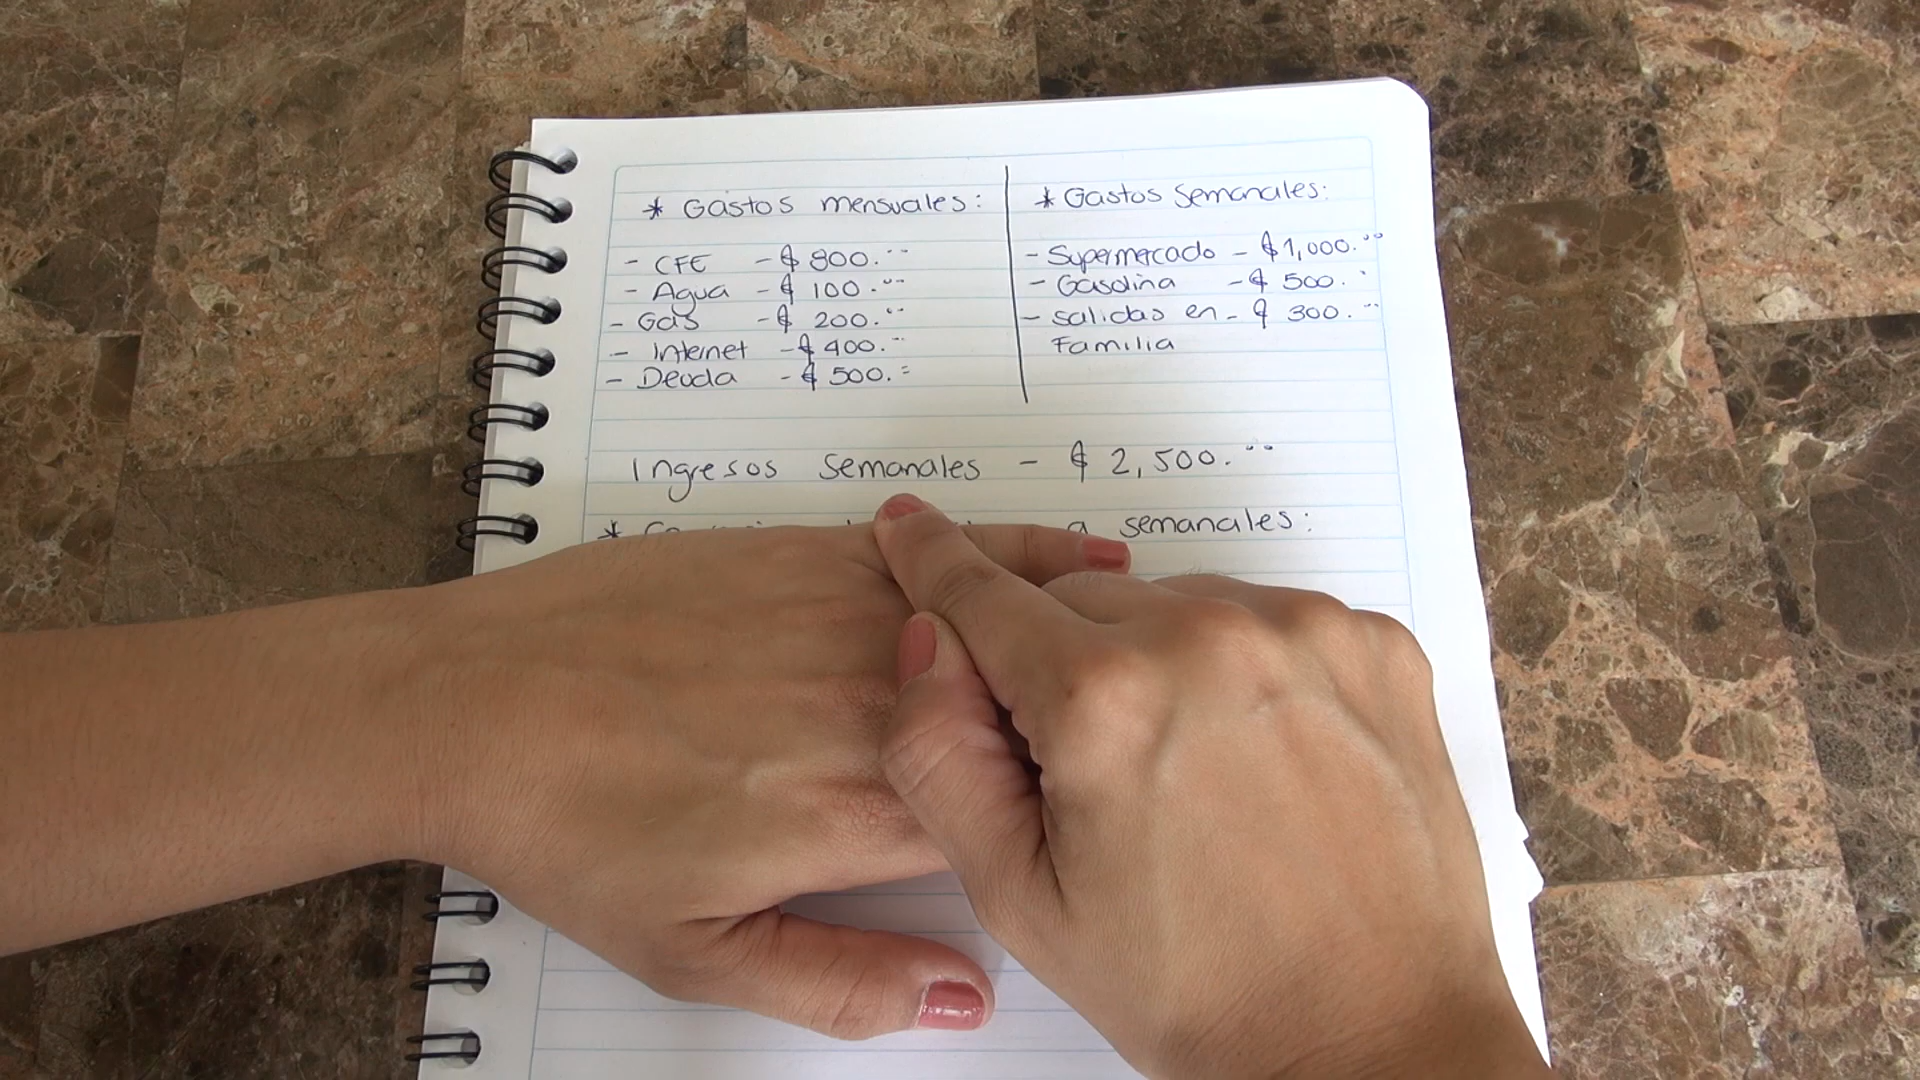 * Gastos mensuales:
- CFE - $ 800.00
- Agua - $ 100.00
- Gas - $ 200.00
- Internet - $ 400.00
- Deuda - $ 500.00
* Gastos semanales:
- Supermercado - $ 1,000.00
- Gasolina - $ 500.
- salidas en - $ 300.00
Familia
Ingresos semanales - $ 2,500.00
* a semanales: